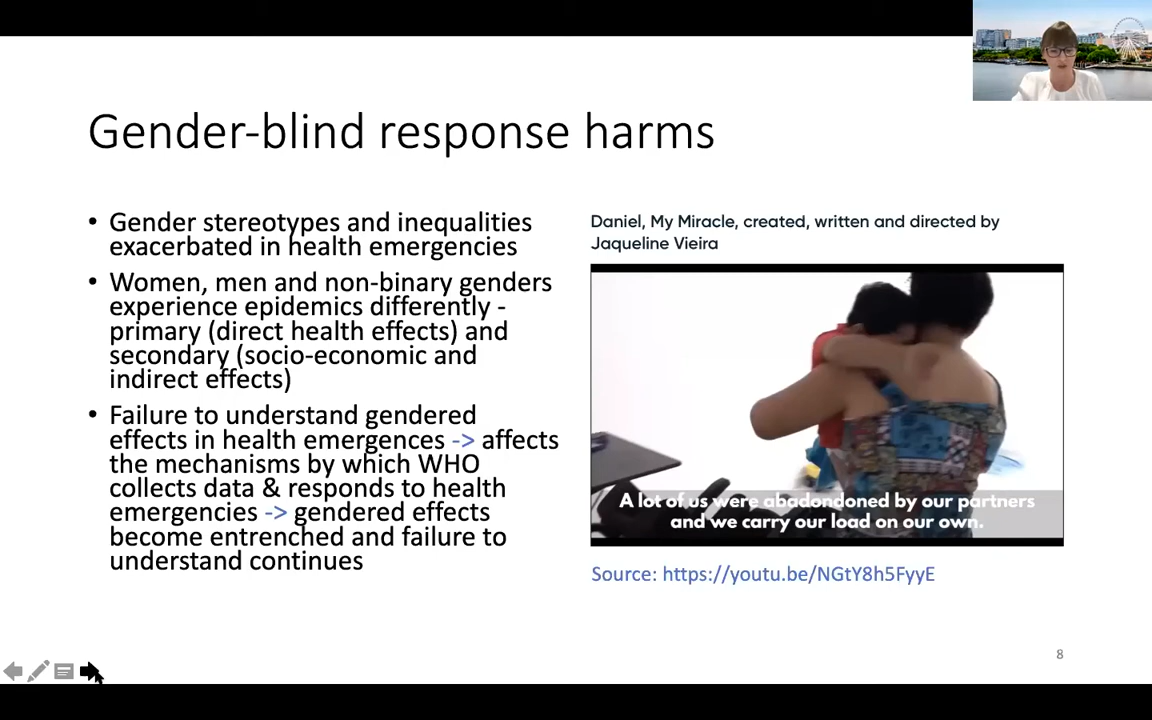 Gender-blind response harms
• Gender stereotypes and inequalities
exacerbated in health emergencies
• Women, men and non-binary genders
experience epidemics differently -
primary (direct health effects) and
secondary (socio-economic and
indirect effects)
• Failure to understand gendered
effects in health emergences -> affects
the mechanisms by which WHO
collects data & responds to health
emergencies -> gendered effects
become entrenched and failure to
understand continues
Daniel, My Miracle, created, written and directed by
Jaqueline Vieira
A lot of us were abadondoned by our partners
and we carry our load on our own.
Source: https://youtu.be/NGtY8h5FyyE
8